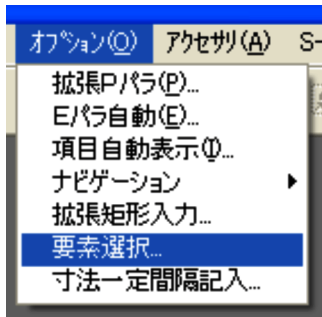 オプション(O) アクセサリ(A) S-
拡張Pパラ(P)...
Eパラ自動(E)...
項目自動表示(I)...
ナビゲーション
拡張矩形入力...
要素選択...
寸法一定間隔記入...